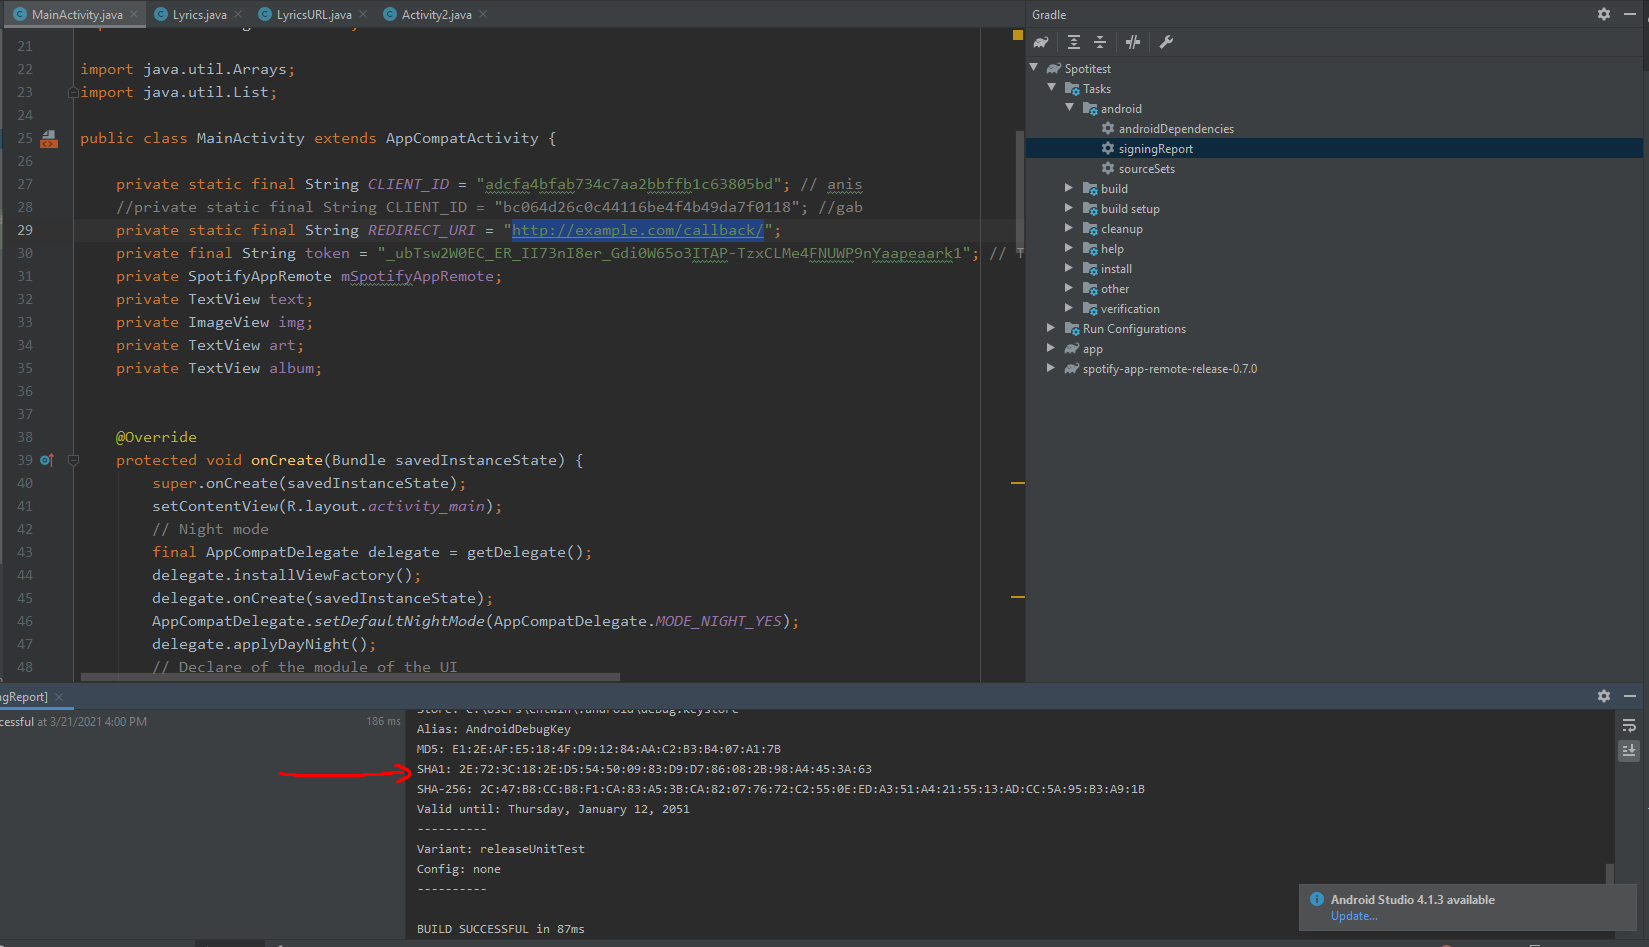 MainActivity.java Lyrics.java LyricsURL.java Activity2.java
21
22 import java.util.Arrays;
23 import java.util.List;
24
25 public class MainActivity extends AppCompatActivity {
26
27 private static final String CLIENT_ID = "adcfa4bfab734c7aa2bbffb1c63805bd"; // anis
28 //private static final String CLIENT_ID = "bc064d26c0c44116be4f4b49da7f0118"; //gab
29 private static final String REDIRECT_URI = "http://example.com/callback/";
30 private final String token = "_ubTsw2W0EC_ER_II73nI8er_Gdi0W65o3ITAP-TzxCLMe4FNUWP9nYaapeaark1"; // T
31 private SpotifyAppRemote mSpotifyAppRemote;
32 private TextView text;
33 private ImageView img;
34 private TextView art;
35 private TextView album;
36
37
38 @Override
39 protected void onCreate(Bundle savedInstanceState) {
40 super.onCreate(savedInstanceState);
41 setContentView(R.layout.activity_main);
42 // Night mode
43 final AppCompatDelegate delegate = getDelegate();
44 delegate.installViewFactory();
45 delegate.onCreate(savedInstanceState);
46 AppCompatDelegate.setDefaultNightMode(AppCompatDelegate.MODE_NIGHT_YES);
47 delegate.applyDayNight();
48 // Declare of the module of the UI
Gradle
Spotitest
Tasks
android
androidDependencies
signingReport
sourceSets
build
build setup
cleanup
help
install
other
verification
Run Configurations
app
spotify-app-remote-release-0.7.0
ngReport]
cessful at 3/21/2021 4:00 PM 186 ms
Alias: AndroidDebugKey
MD5: E1:2E:AF:E5:18:4F:D9:12:84:AA:C2:B3:B4:07:A1:7B
SHA1: 2E:72:3C:18:2E:D5:54:50:09:83:D9:D7:86:08:2B:98:A4:45:3A:63
SHA-256: 2C:47:B8:CC:B8:F1:CA:83:A5:3B:CA:82:07:76:72:C2:55:0E:ED:A3:51:A4:21:55:13:AD:CC:5A:95:B3:A9:1B
Valid until: Thursday, January 12, 2051
----------
Variant: releaseUnitTest
Config: none
----------
BUILD SUCCESSFUL in 87ms
Android Studio 4.1.3 available
Update...